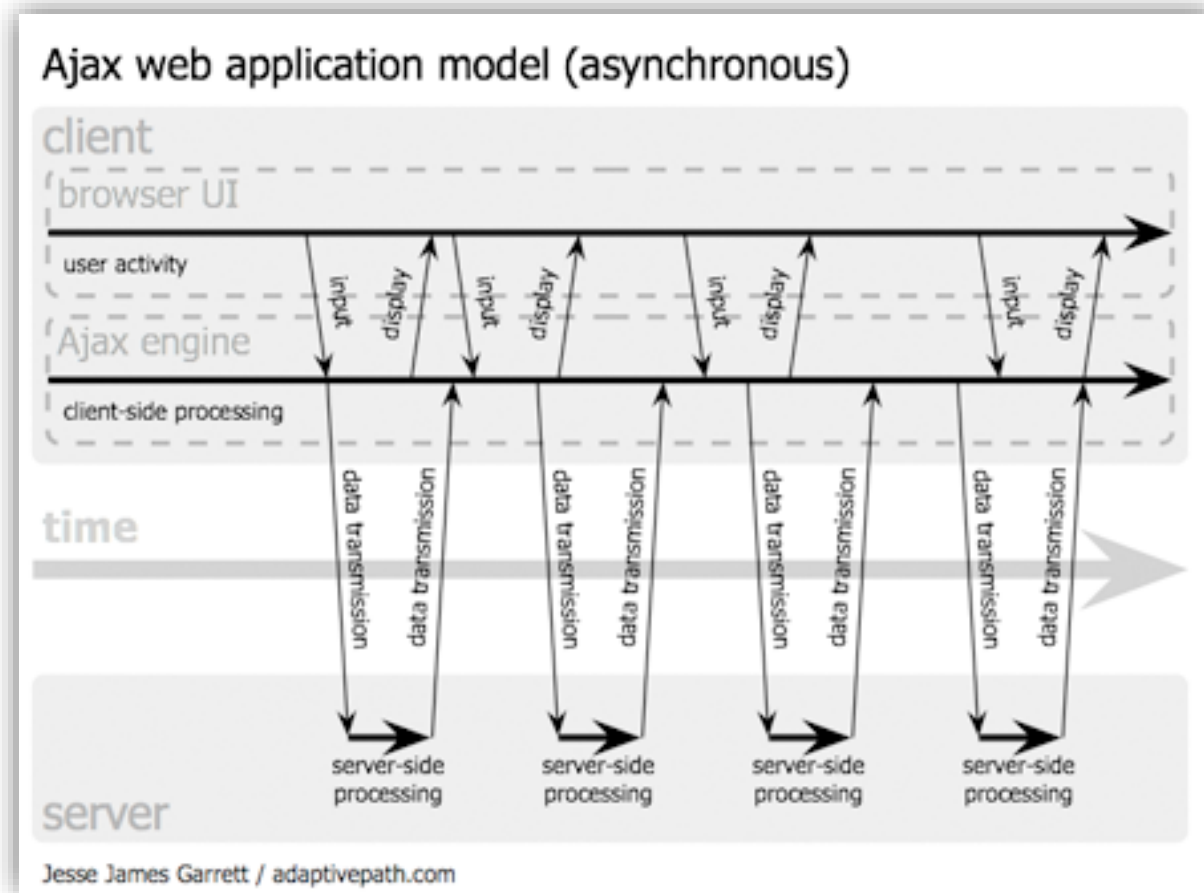 Ajax web application model (asynchronous)
client
browser UI
user activity
input
display
input
display
input
display
input
display
Ajax engine
client-side processing
data transmission
data transmission
data transmission
data transmission
data transmission
data transmission
data transmission
data transmission
time
server-side
processing
server-side
processing
server-side
processing
server-side
processing
server
Jesse James Garrett / adaptivepath.com